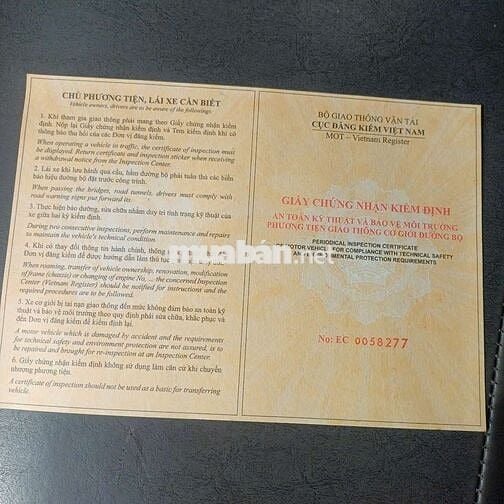 CHỦ PHƯƠNG TIỆN, LÁI XE CẦN BIẾT
Vehicle owners, drivers are to be aware of the followings:
1. Khi tham gia giao thông phải mang theo Giấy chứng nhận kiểm
định. Nộp lại Giấy chứng nhận kiểm định và Tem kiểm định khi có
thông báo thu hồi của các Đơn vị đăng kiểm.
When operating a vehicle in traffic, the certificate of inspection must
be displayed. Return certificate and inspection sticker when receiving
a withdrawal notice from the Inspection Center.
2. Lái xe khi lưu hành qua cầu, hầm đường bộ phải tuân thủ các biển
báo hiệu đường bộ đặt trước công trình.
When passing the bridges, road tunnels, drivers must comply with
road warning signs put forward its.
3. Thực hiện bảo dưỡng, sửa chữa nhằm duy trì tình trạng kỹ thuật của
xe giữa hai kỳ kiểm định.
During two consecutive inspections, perform maintenance and maintain
the vehicle's technical condition
4. Khi có thay đổi thông tin hành chính, thông
Đơn vị đăng kiểm để được hướng dẫn làm thủ tục
When roaming, transfer of vehicle ownership, renovation, modification
of frame (chassis) or changing of engine No, ... the concerned Inspection
Center (Vietnam Register) should be notified for instructions and the
required procedures to be followed.
5. Xe cơ giới bị tai nạn giao thông đến mức không đảm bảo an toàn kỹ
thuật và bảo vệ môi trường theo quy định phải sửa chữa, khắc phục và
đến Đơn vị đăng kiểm để kiểm định lại.
A motor vehicle which is damaged by accident and the requirements
for technical safety and environment protection are not assured, is to
be repaired and brought for re-inspection at an Inspection Center.
6. Giấy chứng nhận kiểm định không sử dụng làm căn cứ khi chuyển
nhượng phương tiện.
A certificate of inspection should not be used as a basic for transferring
vehicle.
BỘ GIAO THÔNG VẬN TẢI
CỤC ĐĂNG KIỂM VIỆT NAM
MOT – Vietnam Register
GIẤY CHỨNG NHẬN KIỂM ĐỊNH
AN TOÀN KỸ THUẬT VÀ BẢO VỆ MÔI TRƯỜNG
PHƯƠNG TIỆN GIAO THÔNG CƠ GIỚI ĐƯỜNG BỘ
PERIODICAL INSPECTION CERTIFICATE
MOTOR VEHICLE FOR COMPLIANCE WITH TECHNICAL SAFETY
PROTECTION REQUIREMENTS
No: EC 0058277
muaban.net
muaban.net
muaban.net